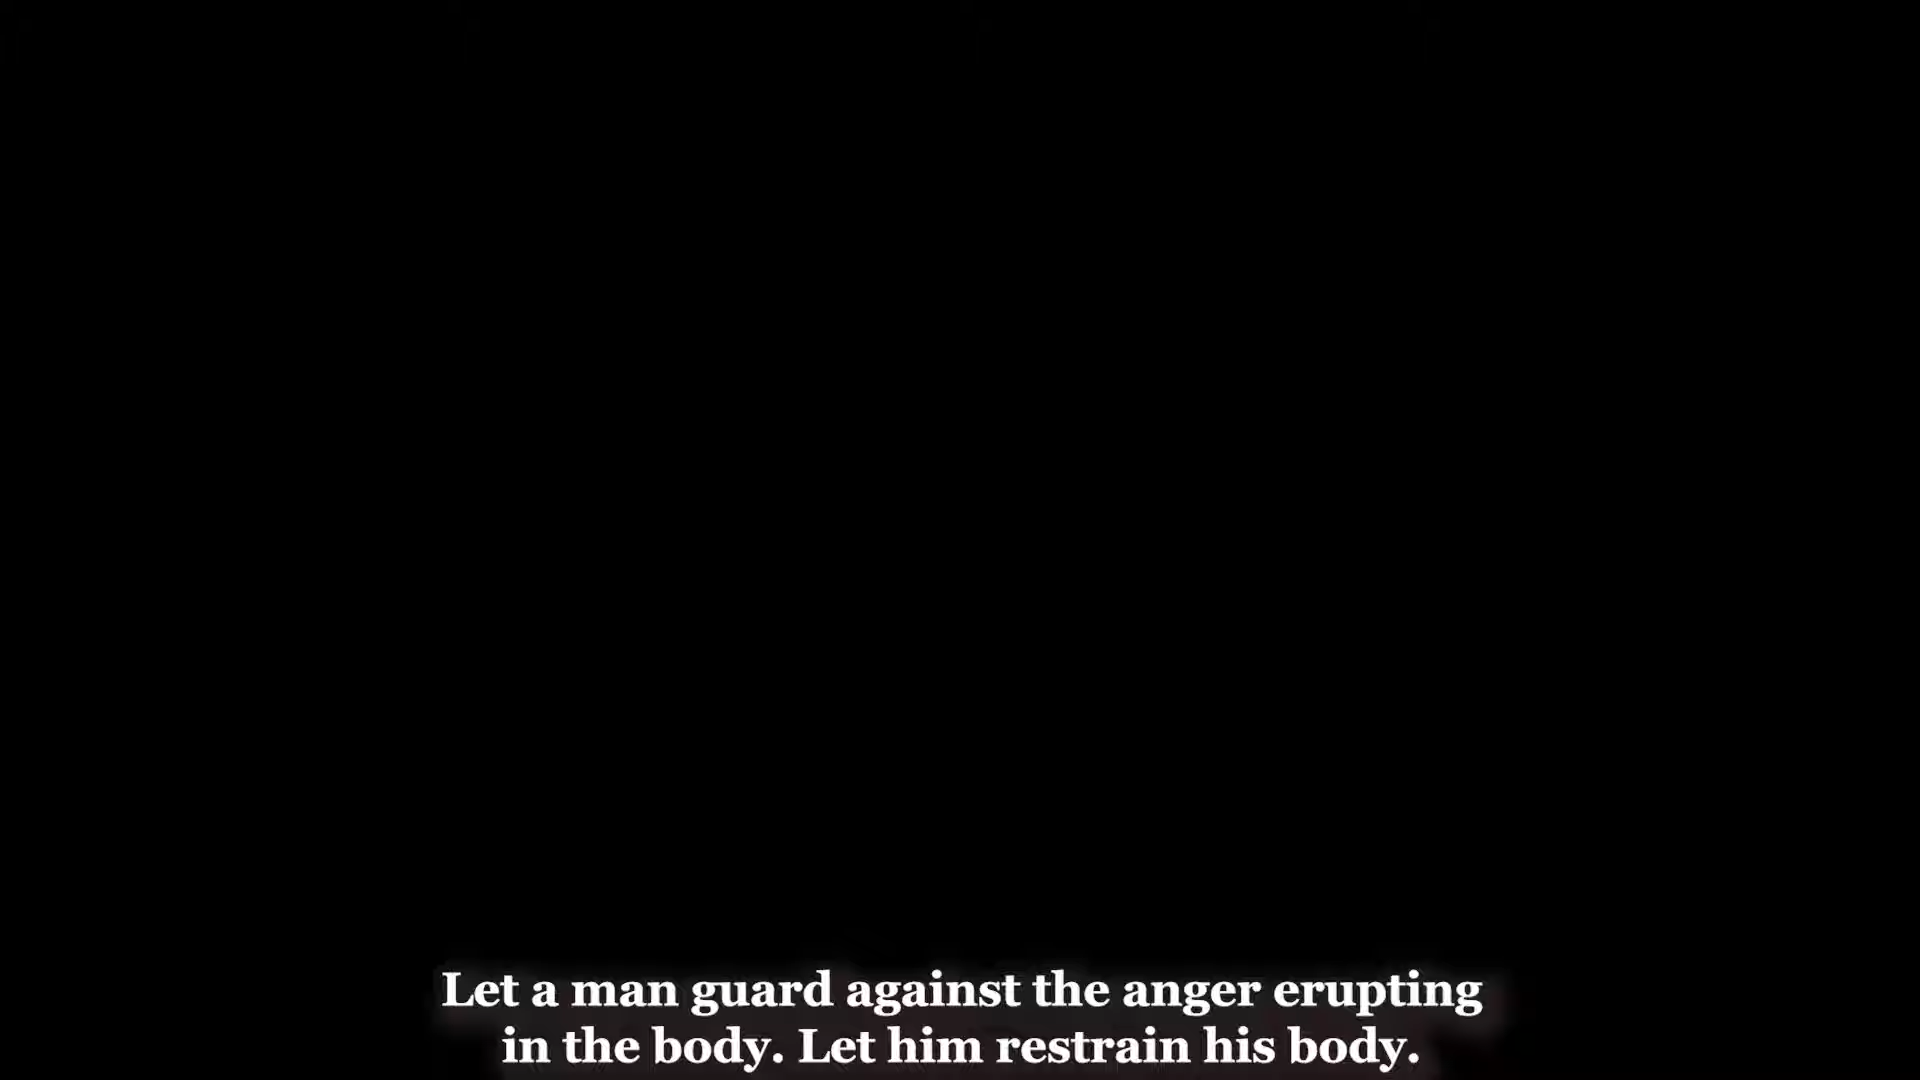 Let a man guard against the anger erupting
in the body. Let him restrain his body.